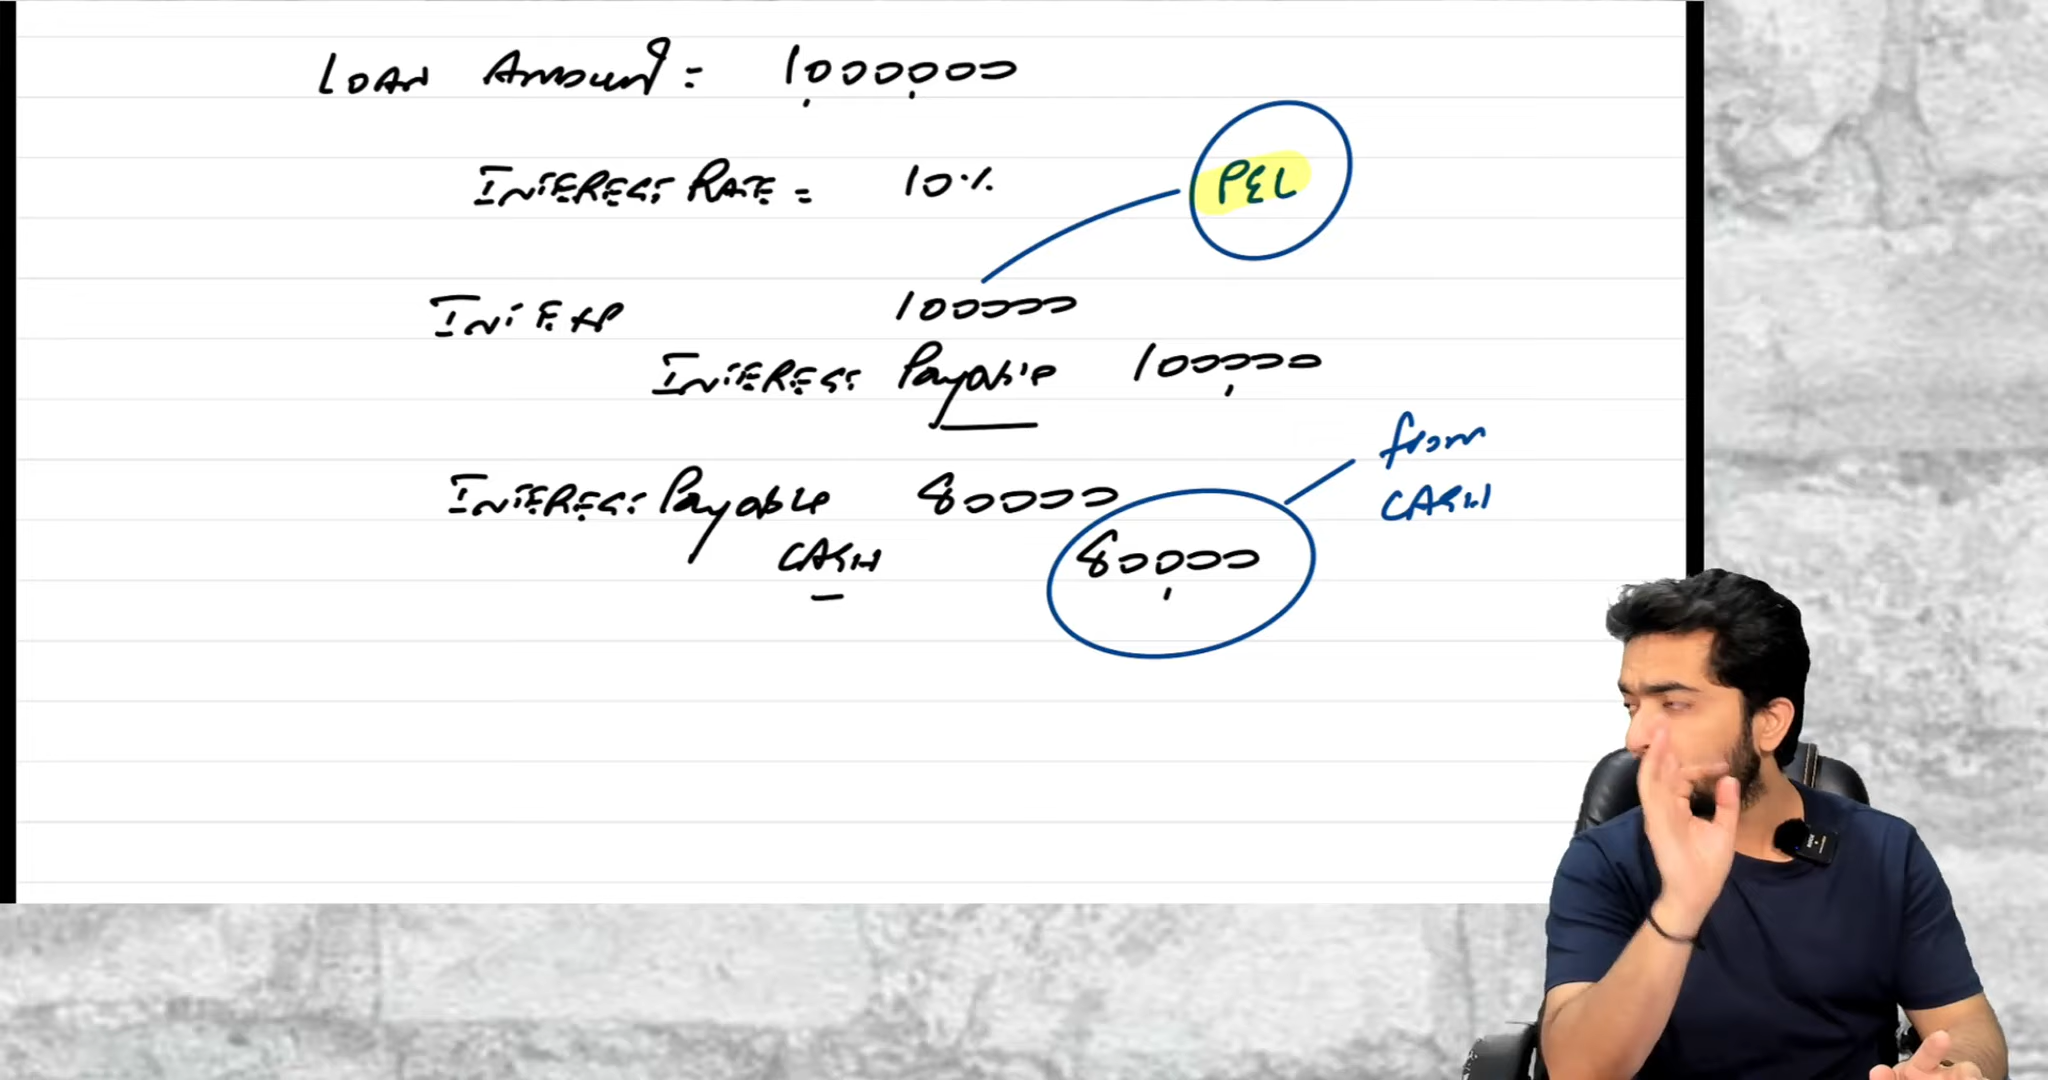 LOAN Amount = 1,000,000
INTEREST RATE = 10%
P&L
INT EXP 100000
INTEREST Payable 100,000
from
CASH
INTEREST Payable 80000
CASH 80,000